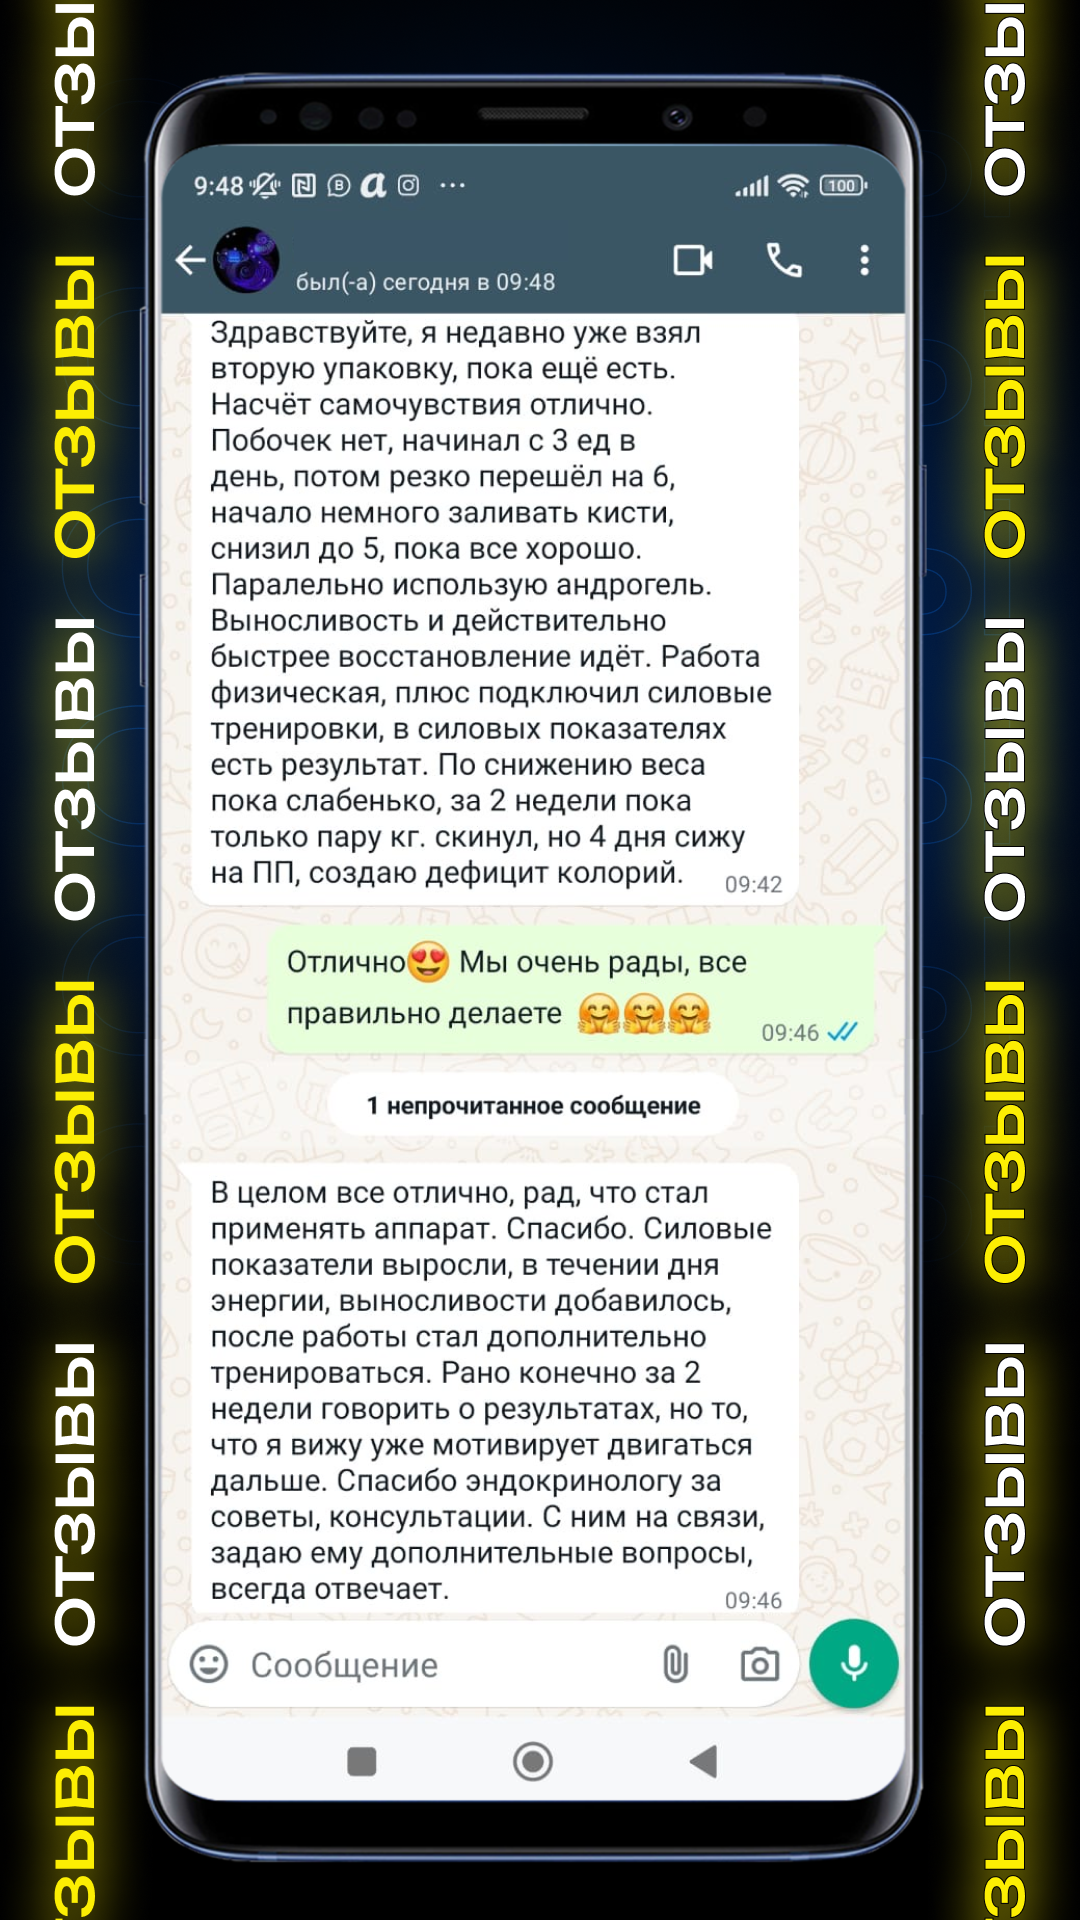 9:48
100
был(-а) сегодня в 09:48
Здравствуйте, я недавно уже взял
вторую упаковку, пока ещё есть.
Насчёт самочувствия отлично.
Побочек нет, начинал с 3 ед в
день, потом резко перешёл на 6,
начало немного заливать кисти,
снизил до 5, пока все хорошо.
Паралельно использую андрогель.
Выносливость и действительно
быстрее восстановление идёт. Работа
физическая, плюс подключил силовые
тренировки, в силовых показателях
есть результат. По снижению веса
пока слабенько, за 2 недели пока
только пару кг. скинул, но 4 дня сижу
на ПП, создаю дефицит колорий.
09:42
Отлично😍 Мы очень рады, все
правильно делаете 🤗🤗🤗
09:46
1 непрочитанное сообщение
В целом все отлично, рад, что стал
применять аппарат. Спасибо. Силовые
показатели выросли, в течении дня
энергии, выносливости добавилось,
после работы стал дополнительно
тренироваться. Рано конечно за 2
недели говорить о результатах, но то,
что я вижу уже мотивирует двигаться
дальше. Спасибо эндокринологу за
советы, консультации. С ним на связи,
задаю ему дополнительные вопросы,
всегда отвечает.
09:46
Сообщение
ОТЗЫ
ОТЗЫВЫ
ОТЗЫВЫ
ОТЗЫВЫ
ОТЗЫВЫ
ЗЫВЫ
ОТЗЫ
ОТЗЫВЫ
ОТЗЫВЫ
ОТЗЫВЫ
ОТЗЫВЫ
ЗЫВЫ